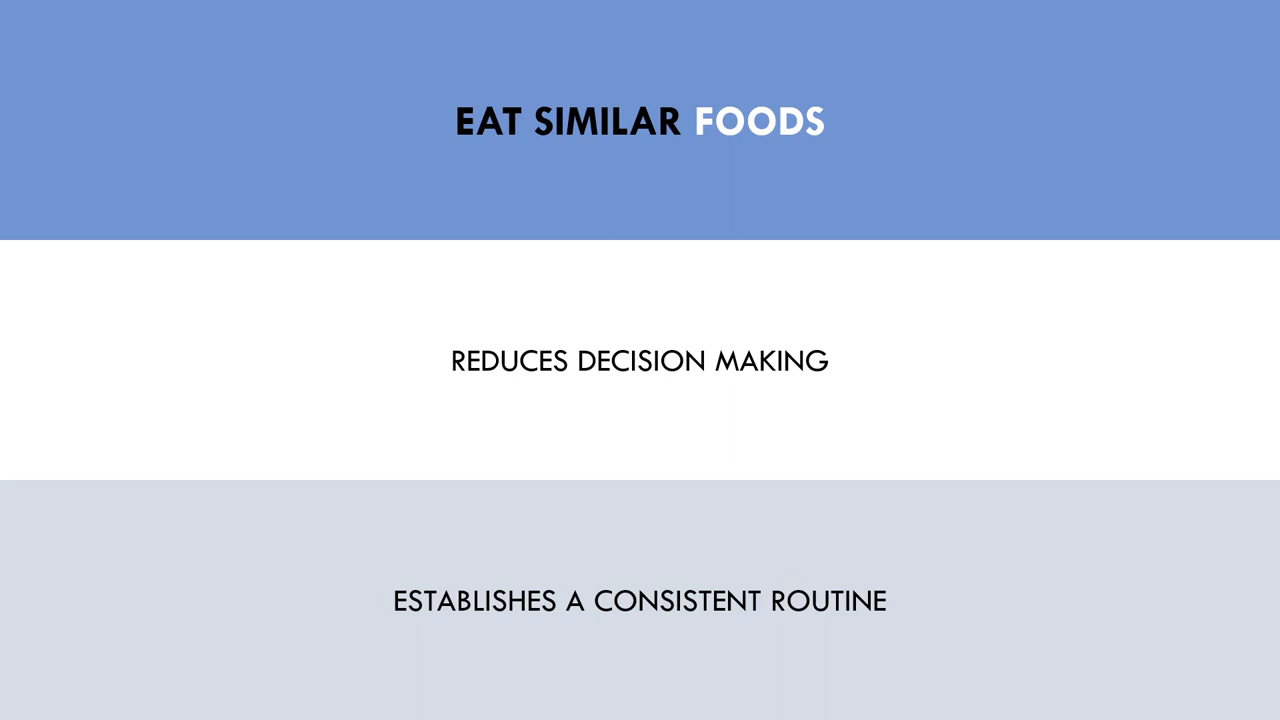 EAT SIMILAR FOODS
REDUCES DECISION MAKING
ESTABLISHES A CONSISTENT ROUTINE